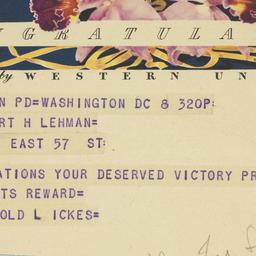 GRATULA
by WESTERN UN
N PD=WASHINGTON DC 8 320P:
RT H LEHMAN=
EAST 57 ST:
ATIONS YOUR DESERVED VICTORY PR
TS REWARD=
OLD L ICKES=